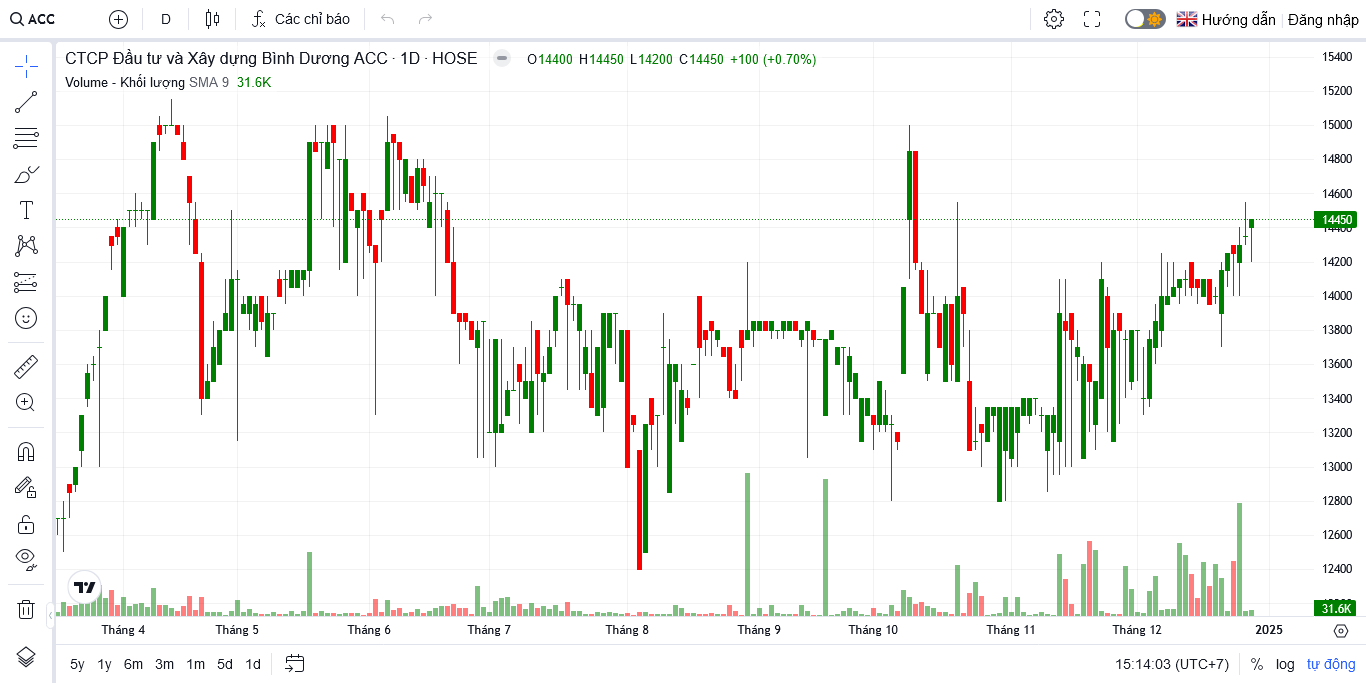 ACC D Các chỉ báo Hướng dẫn Đăng nhập
CTCP Đầu tư và Xây dựng Bình Dương ACC · 1D · HOSE O14400 H14450 L14200 C14450 +100 (+0.70%)
Volume - Khối lượng SMA 9 31.6K
15400
15200
15000
14800
14600
14450
14400
14200
14000
13800
13600
13400
13200
13000
12800
12600
12400
31.6K
Tháng 4 Tháng 5 Tháng 6 Tháng 7 Tháng 8 Tháng 9 Tháng 10 Tháng 11 Tháng 12 2025
5y 1y 6m 3m 1m 5d 1d 15:14:03 (UTC+7) % log tự động